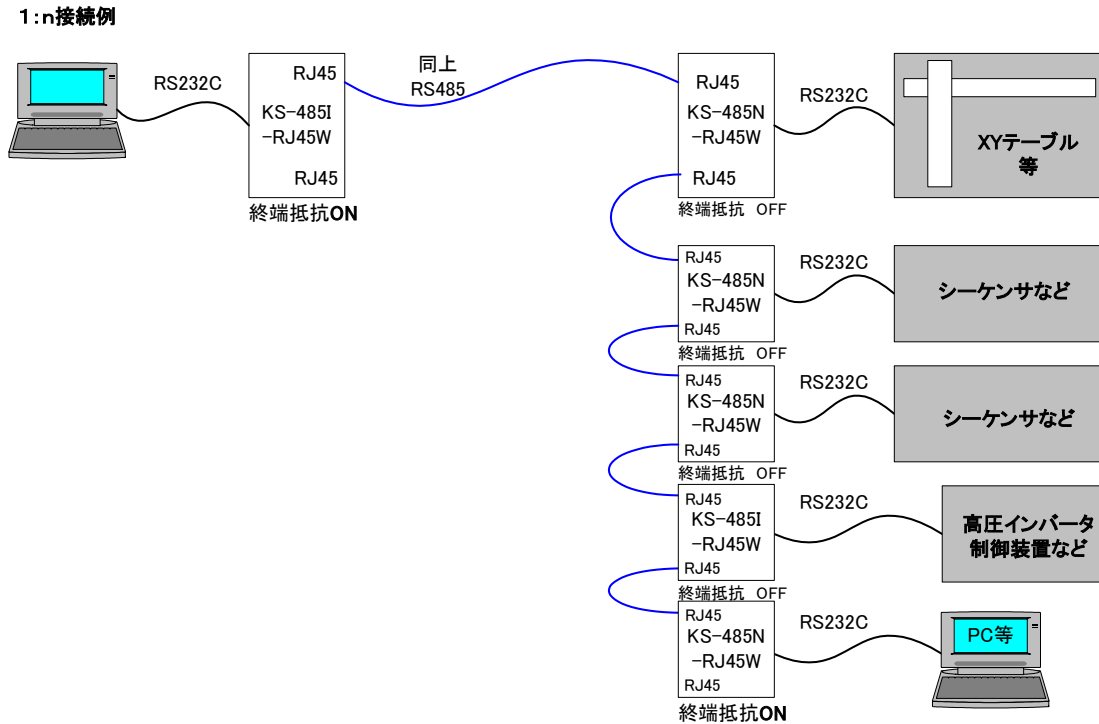 1:n接続例
RS232C
RJ45
KS-485I
-RJ45W
RJ45
終端抵抗ON
同上
RS485
RJ45
KS-485N
-RJ45W
RJ45
終端抵抗 OFF
RS232C
XYテーブル
等
RJ45
KS-485N
-RJ45W
RJ45
終端抵抗 OFF
RS232C
シーケンサなど
RJ45
KS-485N
-RJ45W
RJ45
終端抵抗 OFF
RS232C
シーケンサなど
RJ45
KS-485I
-RJ45W
RJ45
終端抵抗 OFF
RS232C
高圧インバータ
制御装置など
RJ45
KS-485N
-RJ45W
RJ45
終端抵抗ON
RS232C
PC等